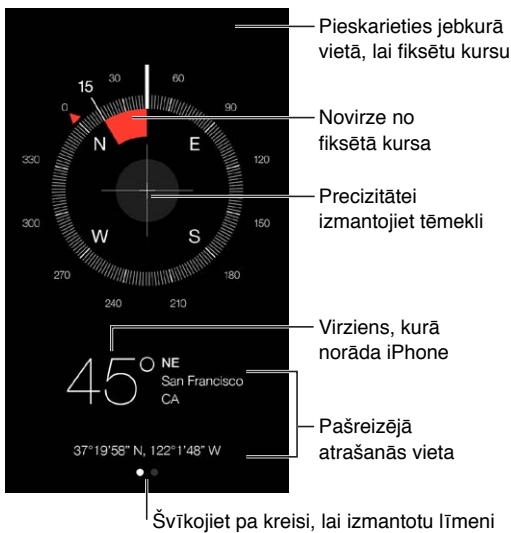 Pieskarieties jebkurā
vietā, lai fiksētu kursu
15
30
60
0
90
N
E
Novirze no
fiksētā kursa
330
120
Precizitātei
izmantojiet tēmekli
300
150
W
S
270
180
240
210
Virziens, kurā
norāda iPhone
45° NE
San Francisco
CA
Pašreizējā
atrašanās vieta
37°19'58" N, 122°1'48" W
Švīkojiet pa kreisi, lai izmantotu līmeni